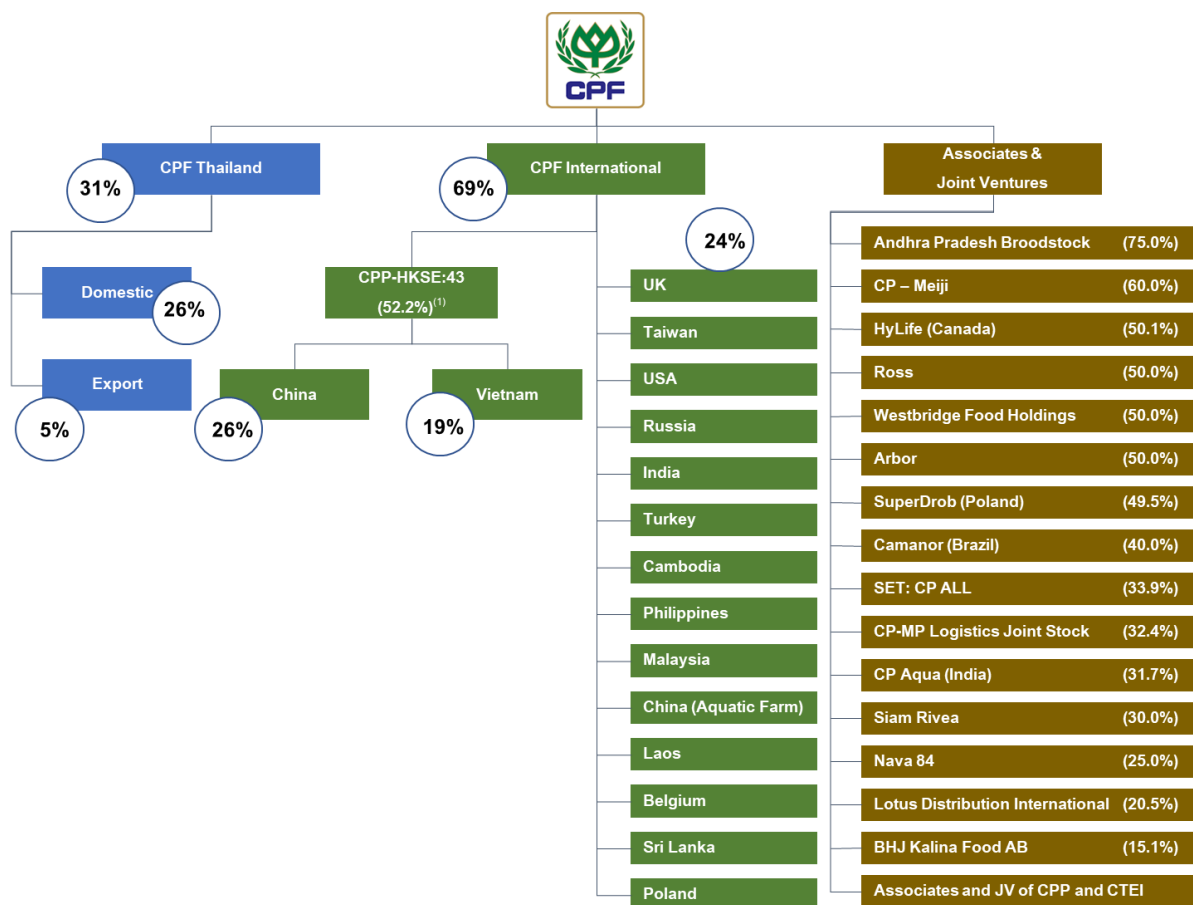 CPF
CPF Thailand
31%
Domestic
26%
Export
5%
CPF International
69%
CPP-HKSE:43
(52.2%)(1)
China
26%
Vietnam
19%
24%
UK
Taiwan
USA
Russia
India
Turkey
Cambodia
Philippines
Malaysia
China (Aquatic Farm)
Laos
Belgium
Sri Lanka
Poland
Associates &
Joint Ventures
Andhra Pradesh Broodstock (75.0%)
CP – Meiji (60.0%)
HyLife (Canada) (50.1%)
Ross (50.0%)
Westbridge Food Holdings (50.0%)
Arbor (50.0%)
SuperDrob (Poland) (49.5%)
Camanor (Brazil) (40.0%)
SET: CP ALL (33.9%)
CP-MP Logistics Joint Stock (32.4%)
CP Aqua (India) (31.7%)
Siam Rivea (30.0%)
Nava 84 (25.0%)
Lotus Distribution International (20.5%)
BHJ Kalina Food AB (15.1%)
Associates and JV of CPP and CTEI